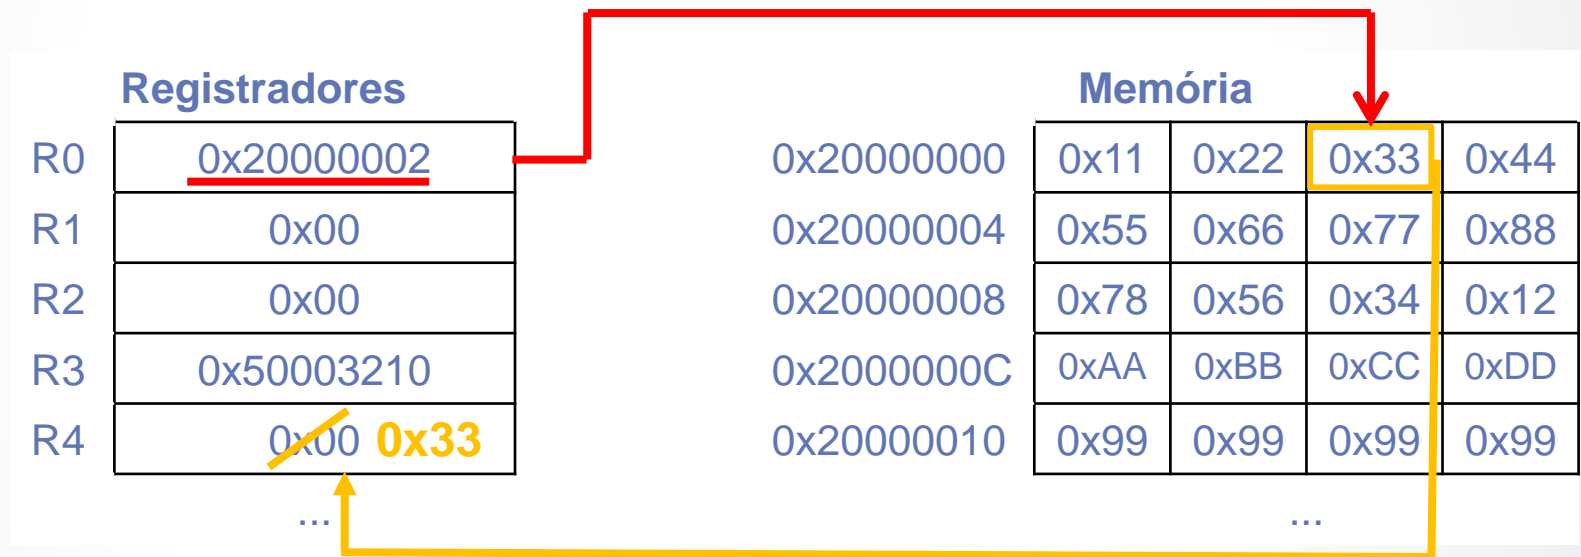 Registradores Memória
R0 0x20000002 0x20000000 0x11 0x22 0x33 0x44
R1 0x00 0x20000004 0x55 0x66 0x77 0x88
R2 0x00 0x20000008 0x78 0x56 0x34 0x12
R3 0x50003210 0x2000000C 0xAA 0xBB 0xCC 0xDD
R4 0x00 0x33 0x20000010 0x99 0x99 0x99 0x99
... ...